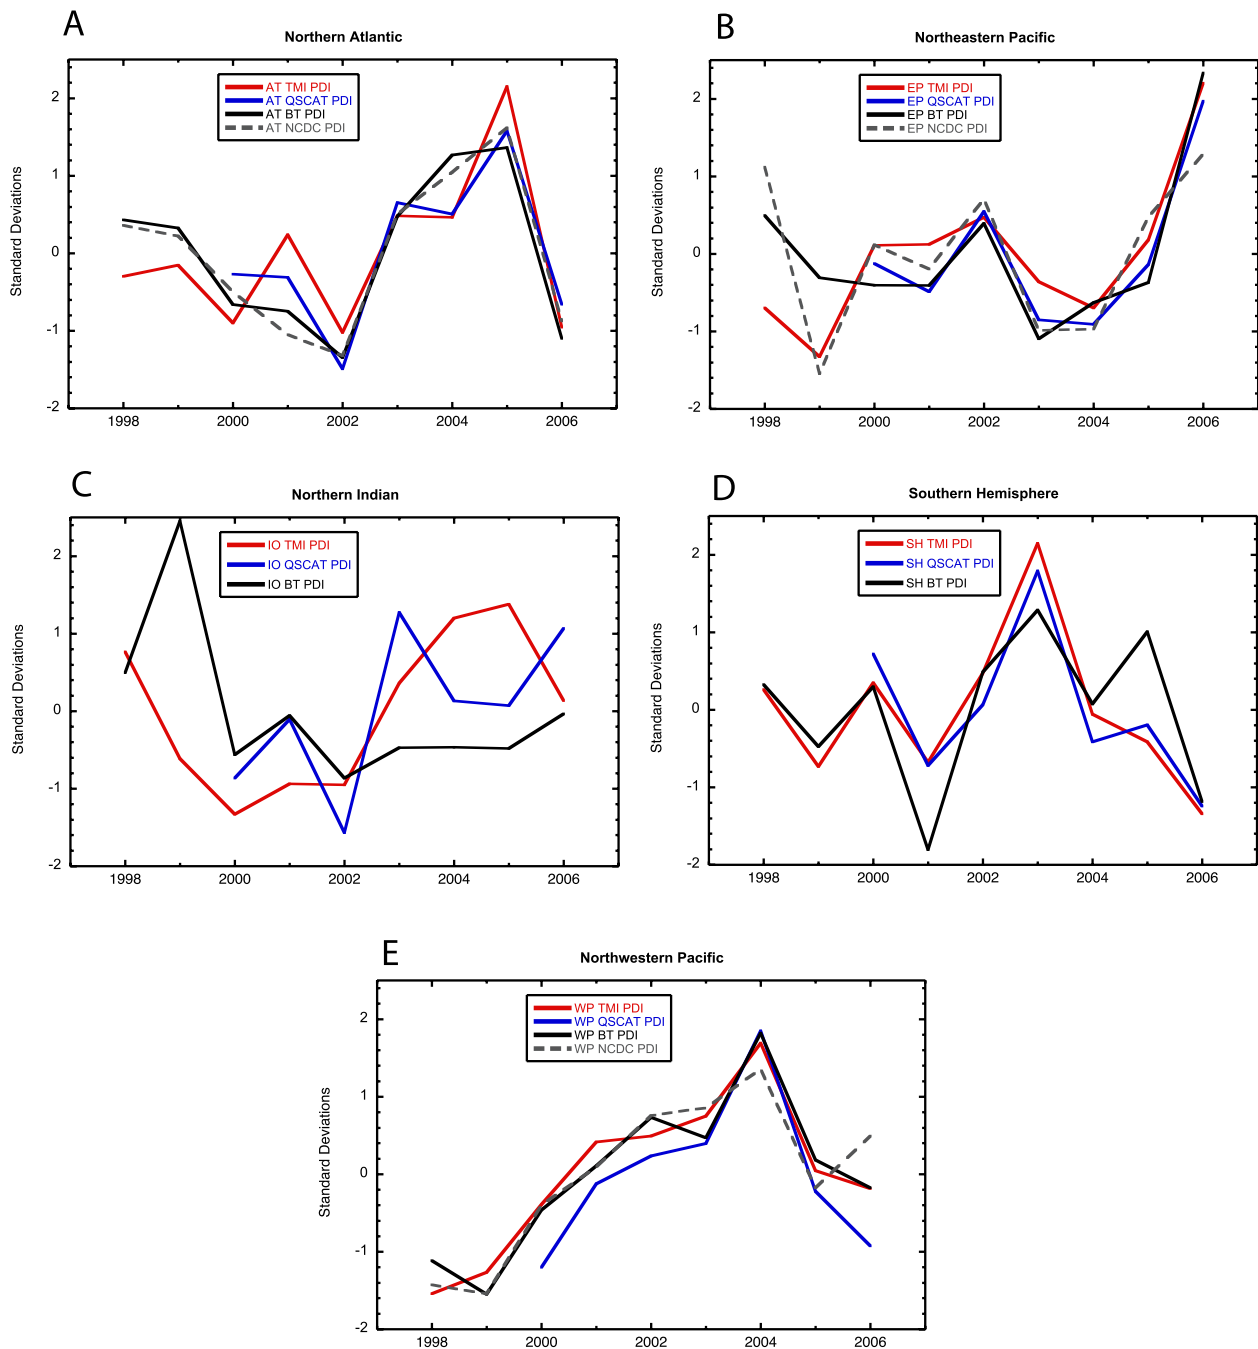 A
Northern Atlantic
AT TMI PDI
AT QSCAT PDI
AT BT PDI
AT NCDC PDI
Standard Deviations
2
1
0
-1
-2
1998 2000 2002 2004 2006
B
Northeastern Pacific
EP TMI PDI
EP QSCAT PDI
EP BT PDI
EP NCDC PDI
Standard Deviations
2
1
0
-1
-2
1998 2000 2002 2004 2006
C
Northern Indian
IO TMI PDI
IO QSCAT PDI
IO BT PDI
Standard Deviations
2
1
0
-1
-2
1998 2000 2002 2004 2006
D
Southern Hemisphere
SH TMI PDI
SH QSCAT PDI
SH BT PDI
Standard Deviations
2
1
0
-1
-2
1998 2000 2002 2004 2006
E
Northwestern Pacific
WP TMI PDI
WP QSCAT PDI
WP BT PDI
WP NCDC PDI
Standard Deviations
2
1
0
-1
-2
1998 2000 2002 2004 2006